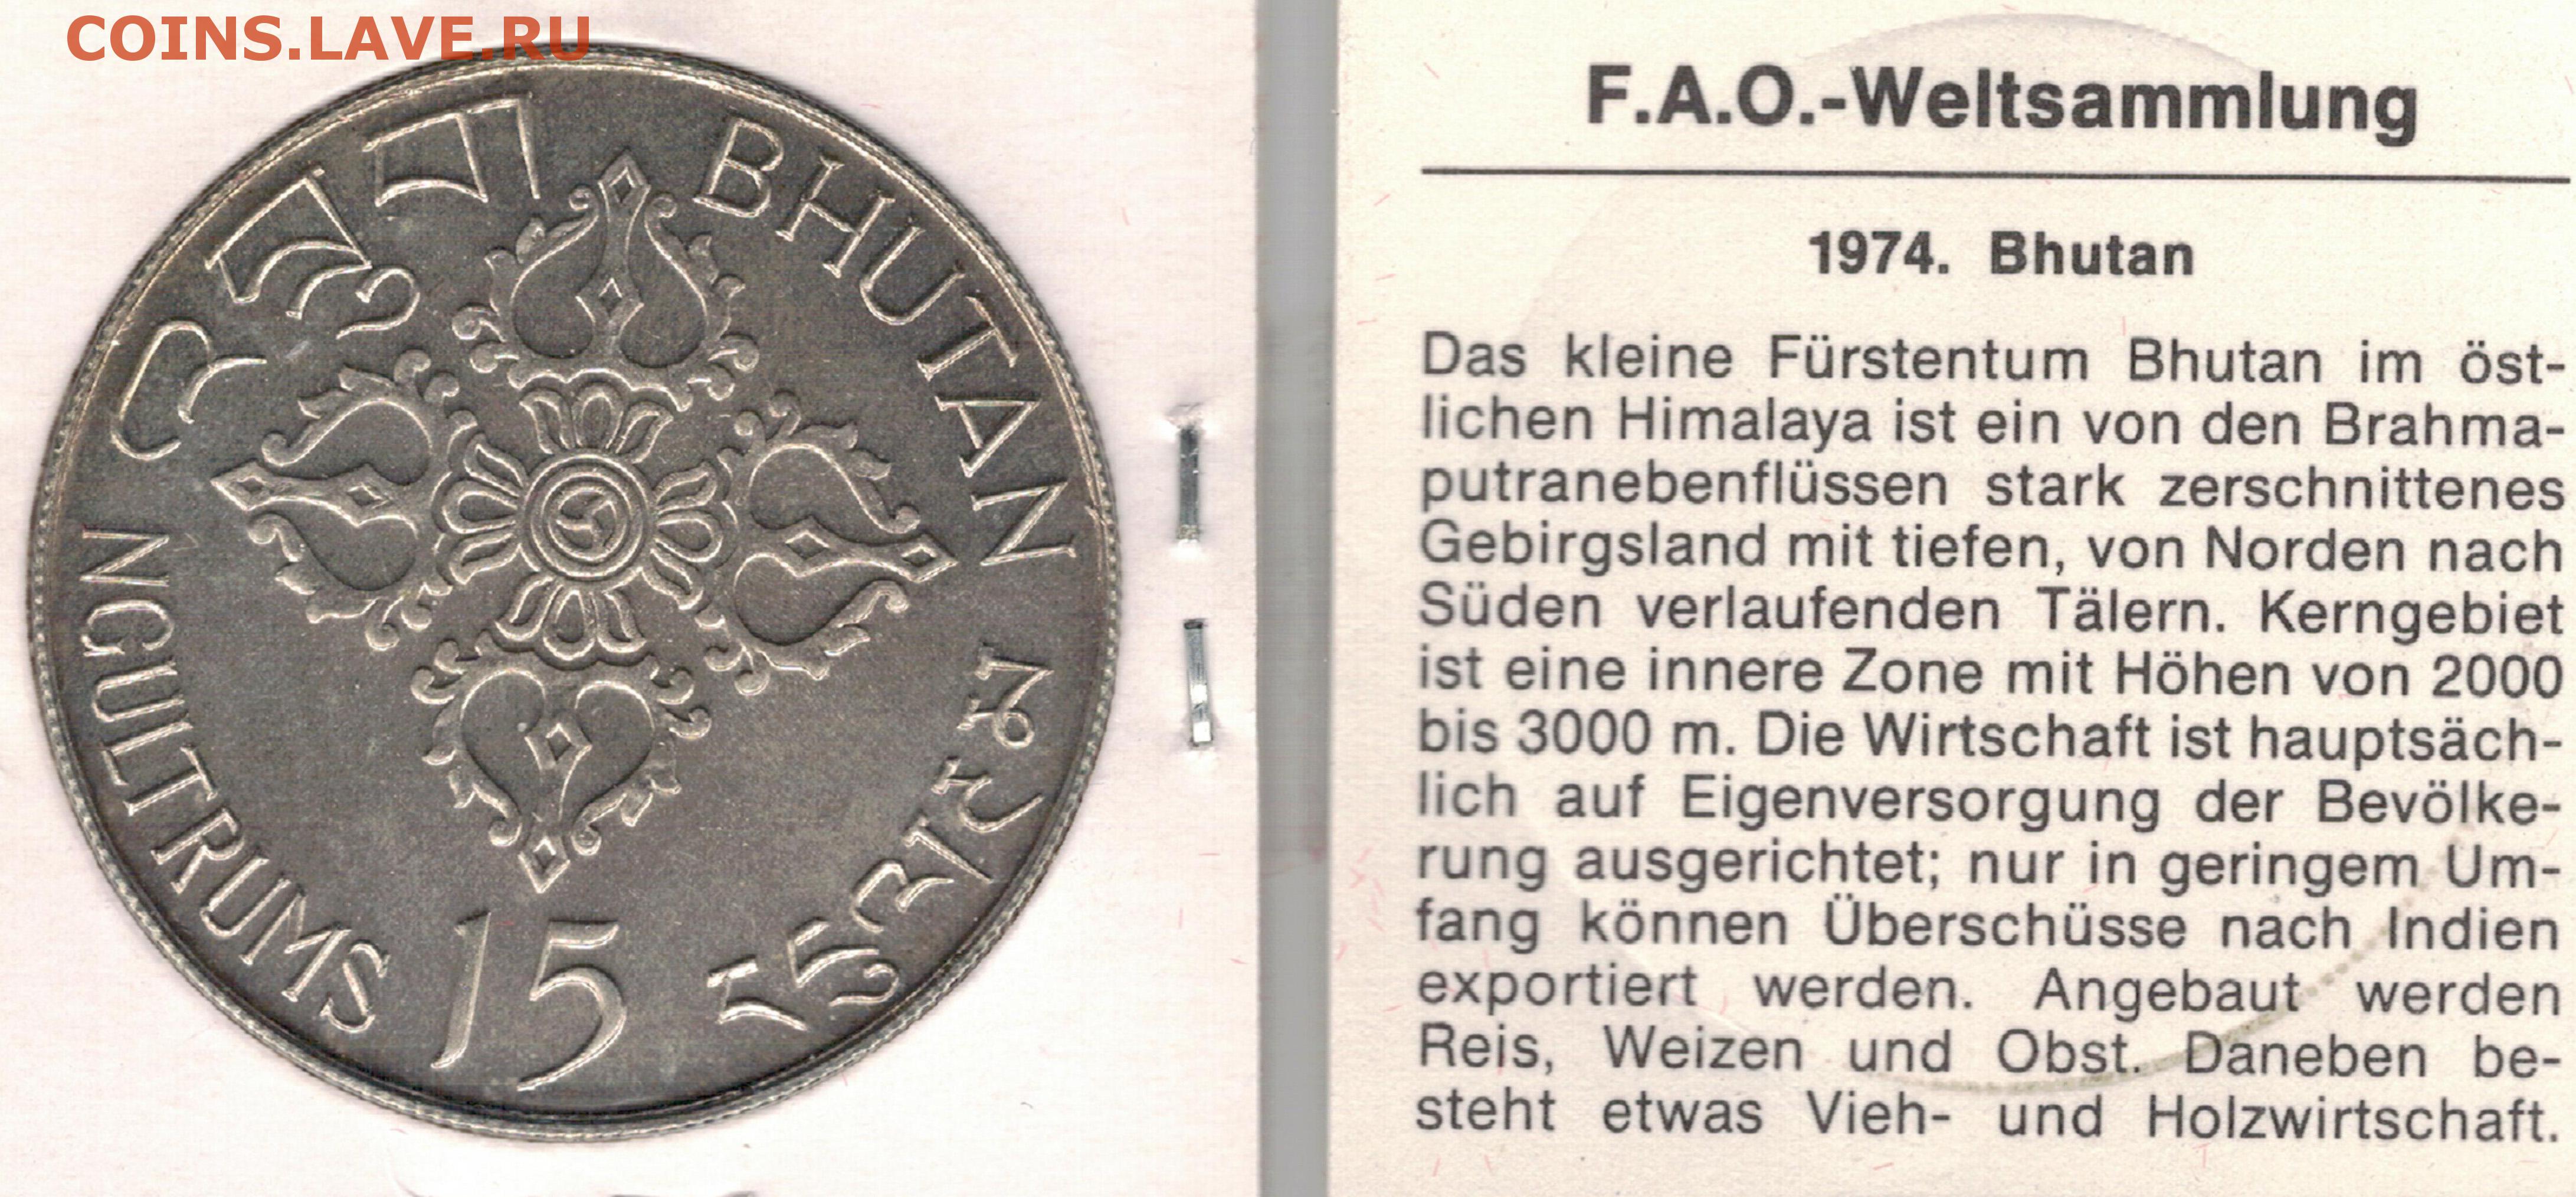 COINS.LAVE.RU
འབྲུག
BHUTAN
NGULTRUMS
15
F.A.O.-Weltsammlung
1974. Bhutan
Das kleine Fürstentum Bhutan im öst-
lichen Himalaya ist ein von den Brahma-
putranebenflüssen stark zerschnittenes
Gebirgsland mit tiefen, von Norden nach
Süden verlaufenden Tälern. Kerngebiet
ist eine innere Zone mit Höhen von 2000
bis 3000 m. Die Wirtschaft ist hauptsäch-
lich auf Eigenversorgung der Bevölke-
rung ausgerichtet; nur in geringem Um-
fang können Überschüsse nach Indien
exportiert werden. Angebaut werden
Reis, Weizen und Obst. Daneben be-
steht etwas Vieh- und Holzwirtschaft.